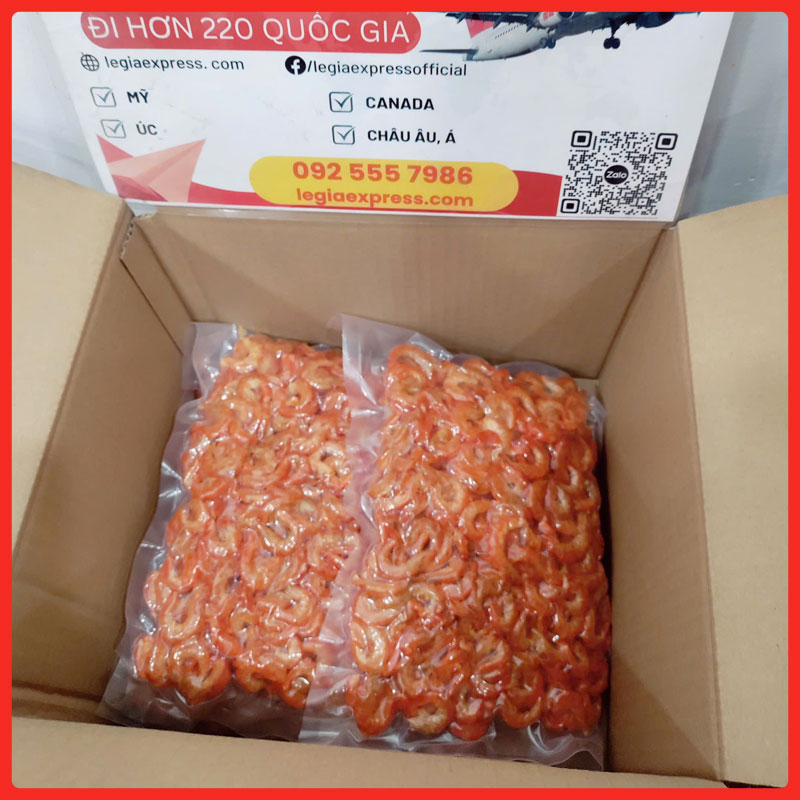 ĐI HƠN 220 QUỐC GIA
legiaexpress. com
/legiaexpressofficial
MỸ
CANADA
ÚC
CHÂU ÂU, Á
092 555 7986
legiaexpress.com
Zalo